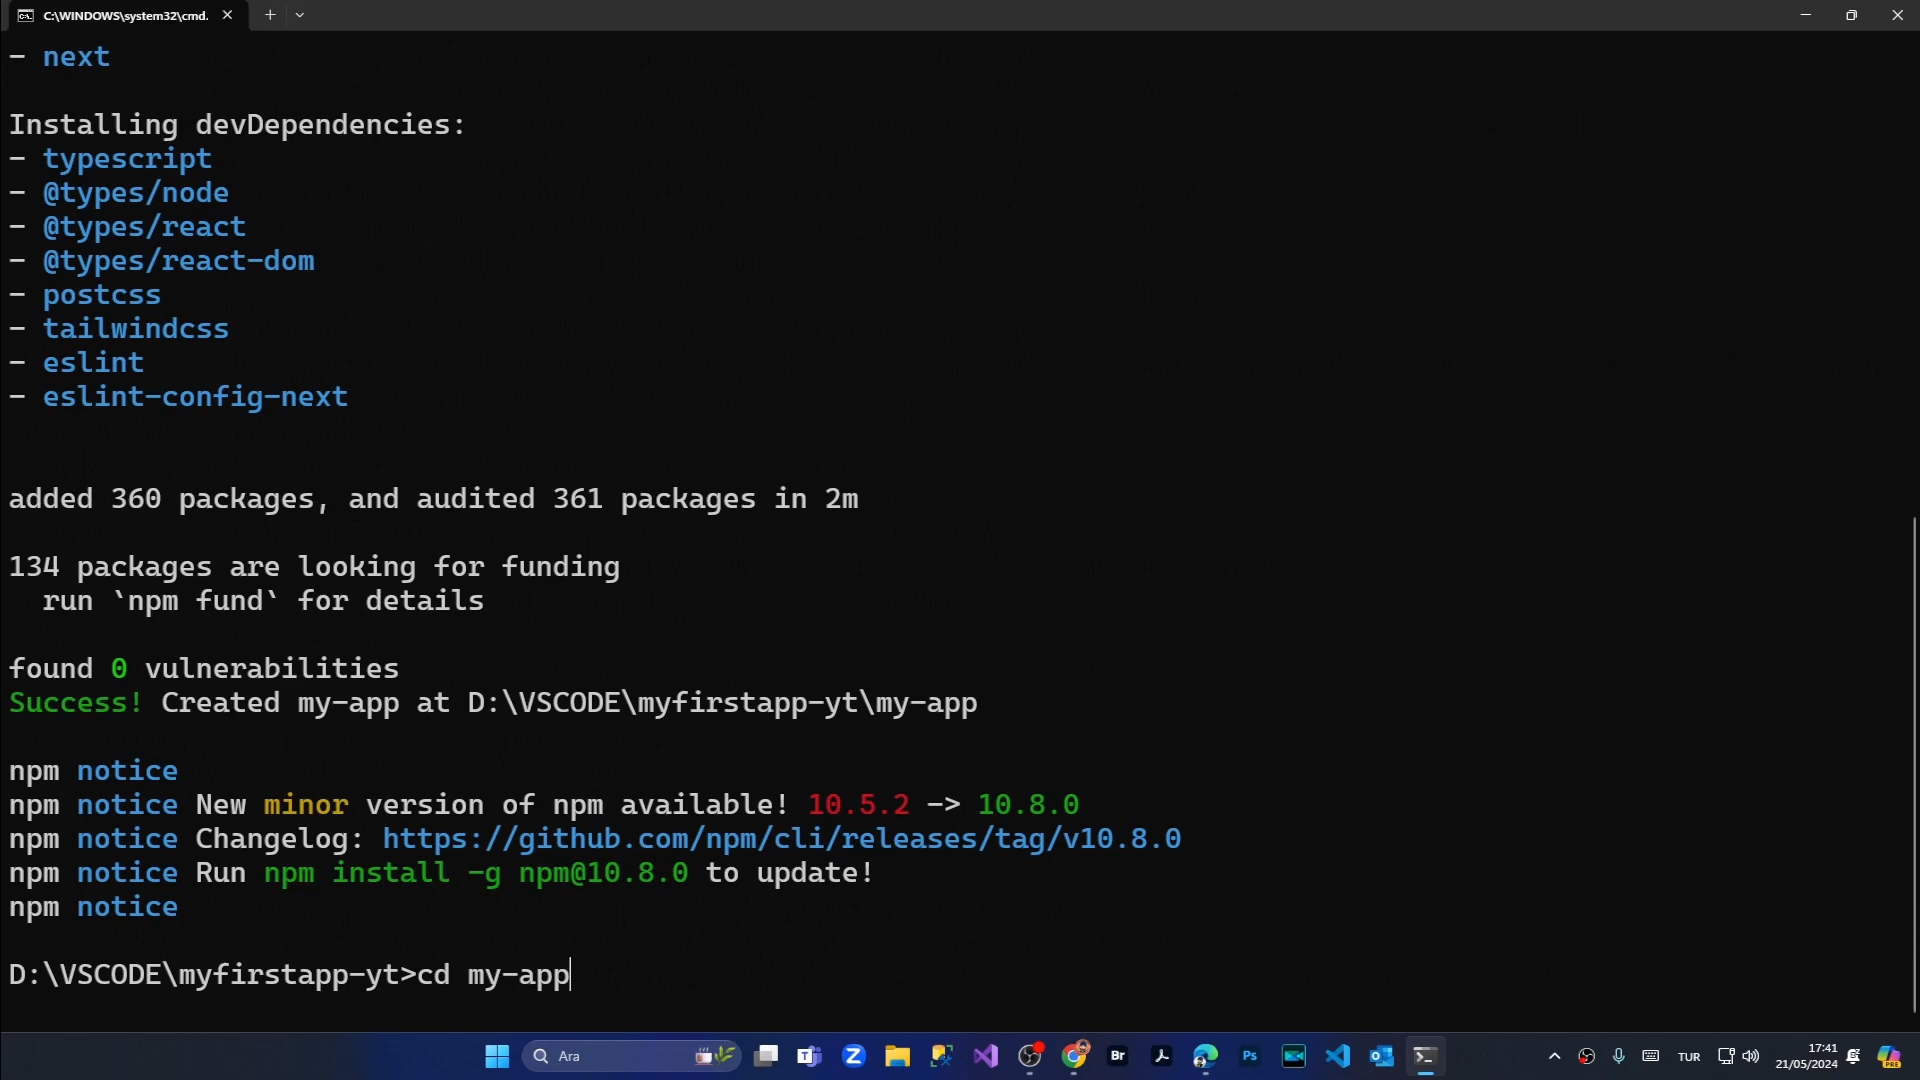 C:\WINDOWS\system32\cmd.
- next
Installing devDependencies:
- typescript
- @types/node
- @types/react
- @types/react-dom
- postcss
- tailwindcss
- eslint
- eslint-config-next
added 360 packages, and audited 361 packages in 2m
134 packages are looking for funding
run `npm fund` for details
found 0 vulnerabilities
Success! Created my-app at D:\VSCODE\myfirstapp-yt\my-app
npm notice
npm notice New minor version of npm available! 10.5.2 -> 10.8.0
npm notice Changelog: https://github.com/npm/cli/releases/tag/v10.8.0
npm notice Run npm install -g npm@10.8.0 to update!
npm notice
D:\VSCODE\myfirstapp-yt>cd my-app
Ara
T
Z
Br
Ps
TUR
17:41
21/05/2024
PRE